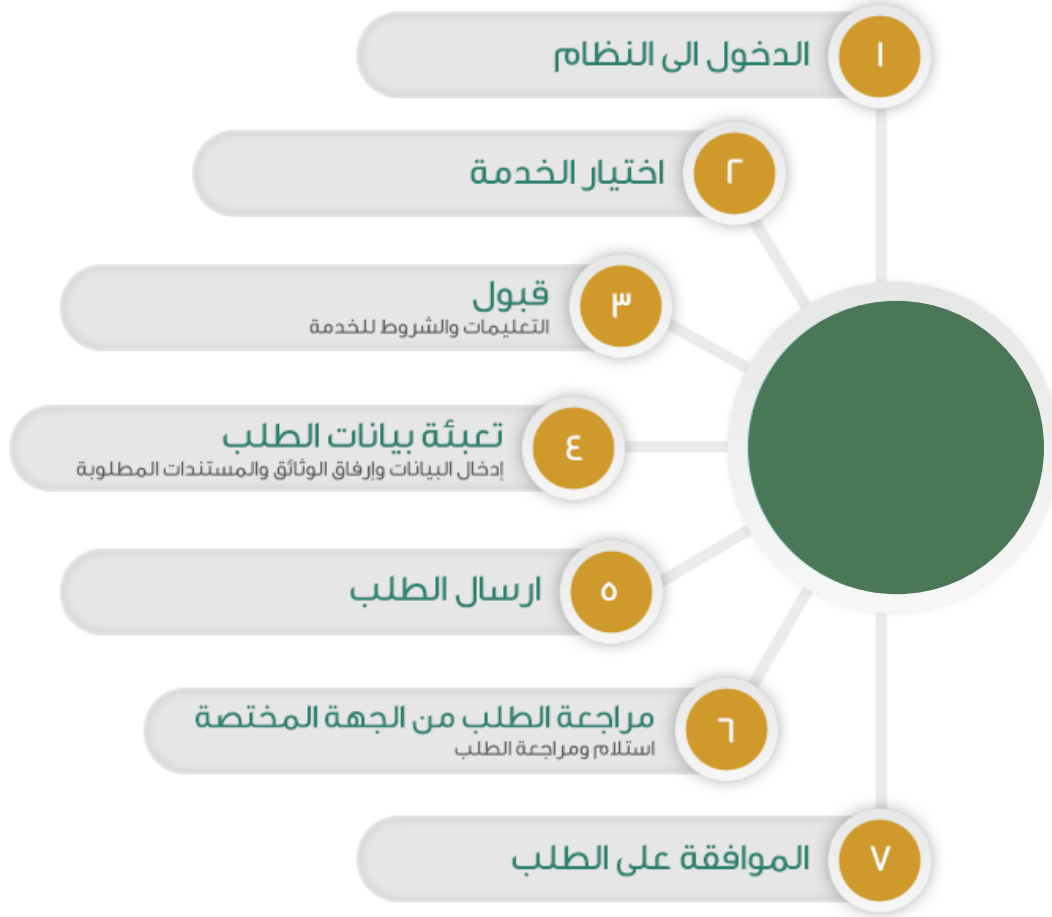 ١
الدخول الى النظام
٢
اختيار الخدمة
٣
قبول
التعليمات والشروط للخدمة
٤
تعبئة بيانات الطلب
إدخال البيانات وإرفاق الوثائق والمستندات المطلوبة
٥
ارسال الطلب
٦
مراجعة الطلب من الجهة المختصة
استلام ومراجعة الطلب
٧
الموافقة على الطلب